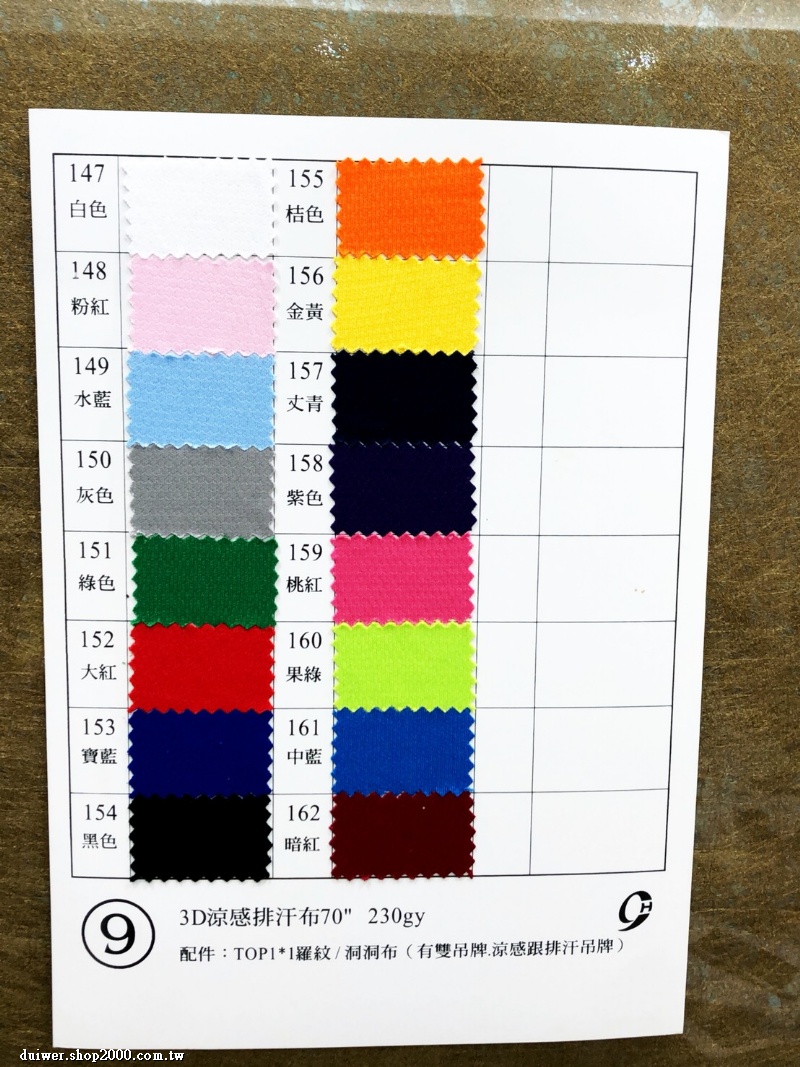 147
白色
148
粉紅
149
水藍
150
灰色
151
綠色
152
大紅
153
寶藍
154
黑色
155
桔色
156
金黃
157
丈青
158
紫色
159
桃紅
160
果綠
161
中藍
162
暗紅
9
3D涼感排汗布70" 230gy
配件：TOP1*1羅紋/洞洞布（有雙吊牌.涼感跟排汗吊牌）
duiwer.shop2000.com.tw